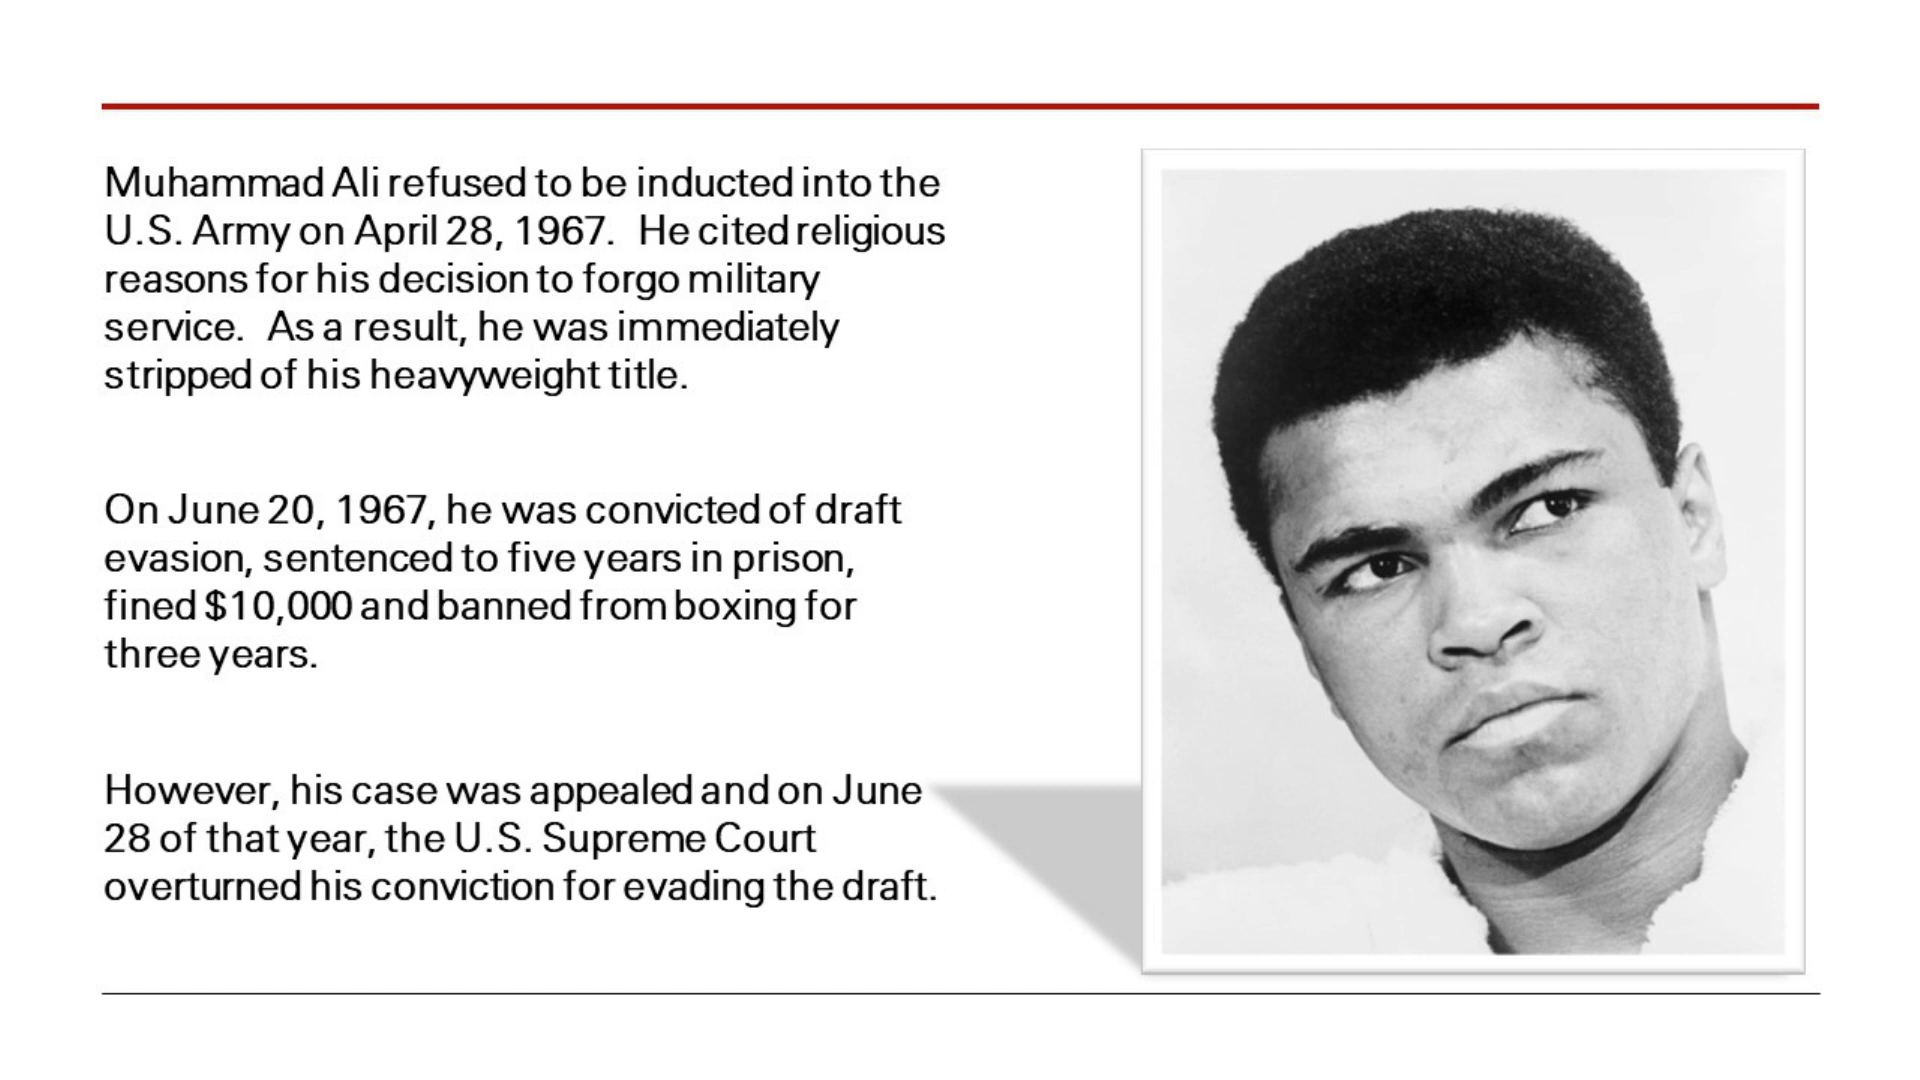 Muhammad Ali refused to be inducted into the
U.S. Army on April 28, 1967.  He cited religious
reasons for his decision to forgo military
service.  As a result, he was immediately
stripped of his heavyweight title.
On June 20, 1967, he was convicted of draft
evasion, sentenced to five years in prison,
fined $10,000 and banned from boxing for
three years.
However, his case was appealed and on June
28 of that year, the U.S. Supreme Court
overturned his conviction for evading the draft.